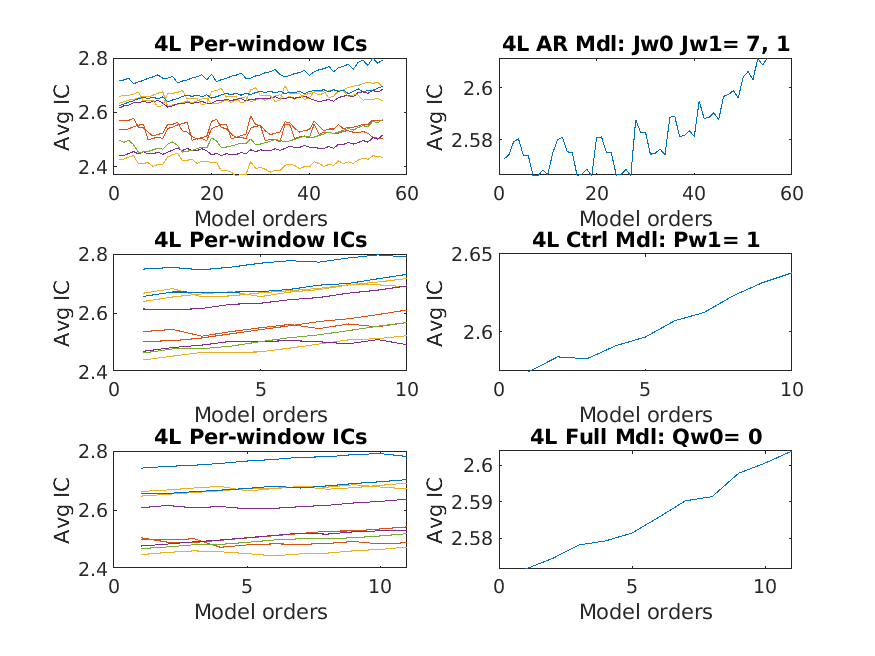 4L Per-window ICs
Avg IC
2.8
2.6
2.4
0
20
40
60
Model orders
4L AR Mdl: Jw0 Jw1= 7, 1
Avg IC
2.6
2.58
0
20
40
60
Model orders
4L Per-window ICs
Avg IC
2.8
2.6
2.4
0
5
10
Model orders
4L Ctrl Mdl: Pw1= 1
Avg IC
2.65
2.6
0
5
10
Model orders
4L Per-window ICs
Avg IC
2.8
2.6
2.4
0
5
10
Model orders
4L Full Mdl: Qw0= 0
Avg IC
2.6
2.59
2.58
0
5
10
Model orders